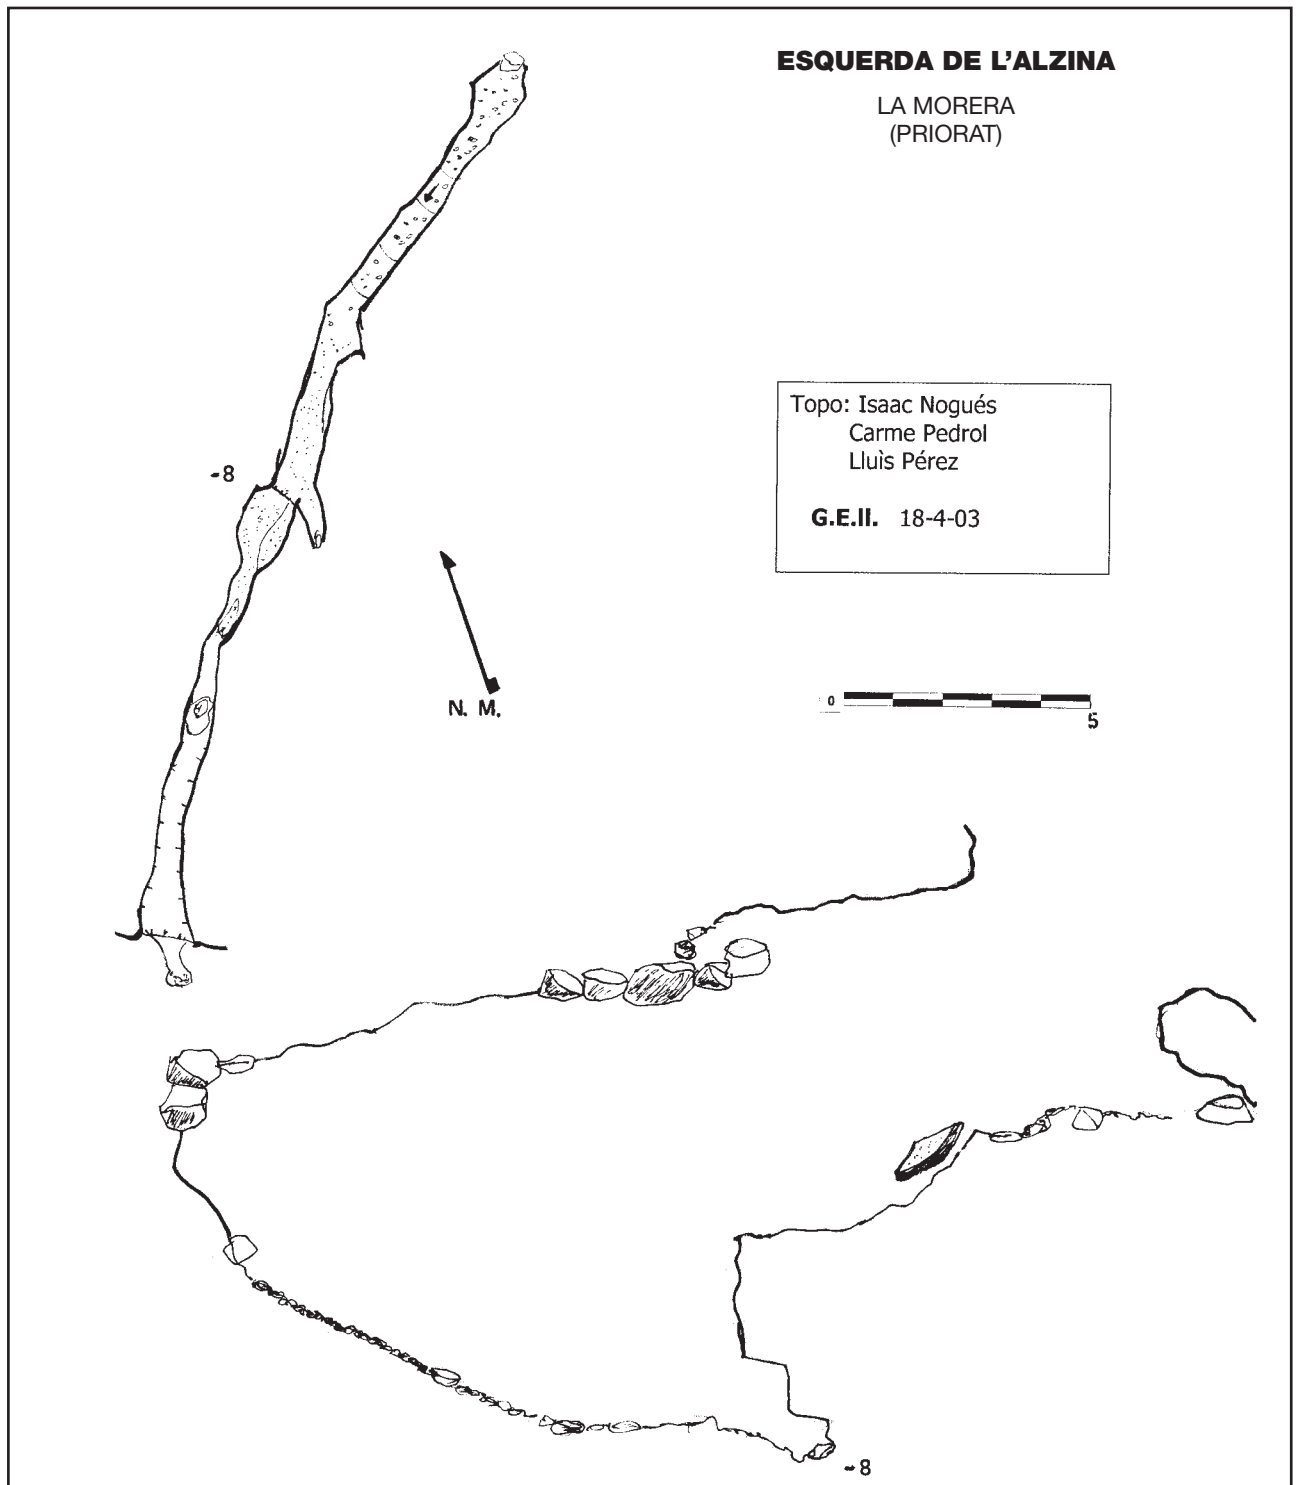 ESQUERDA DE L'ALZINA
LA MORERA
(PRIORAT)
Topo: Isaac Nogués
Carme Pedrol
Lluìs Pérez
G.E.II. 18-4-03
-8
N. M.
0
5
-8